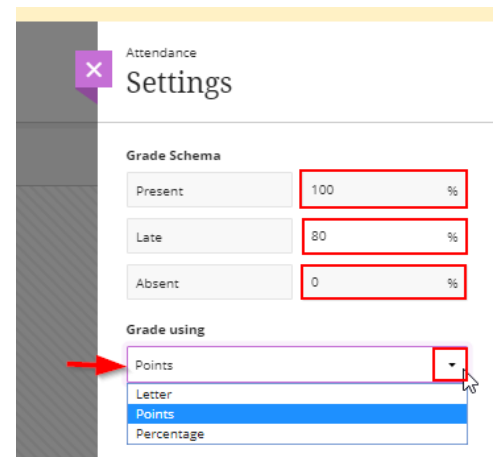 Attendance
Settings
Grade Schema
Present 100 %
Late 80 %
Absent 0 %
Grade using
Points
Letter
Points
Percentage